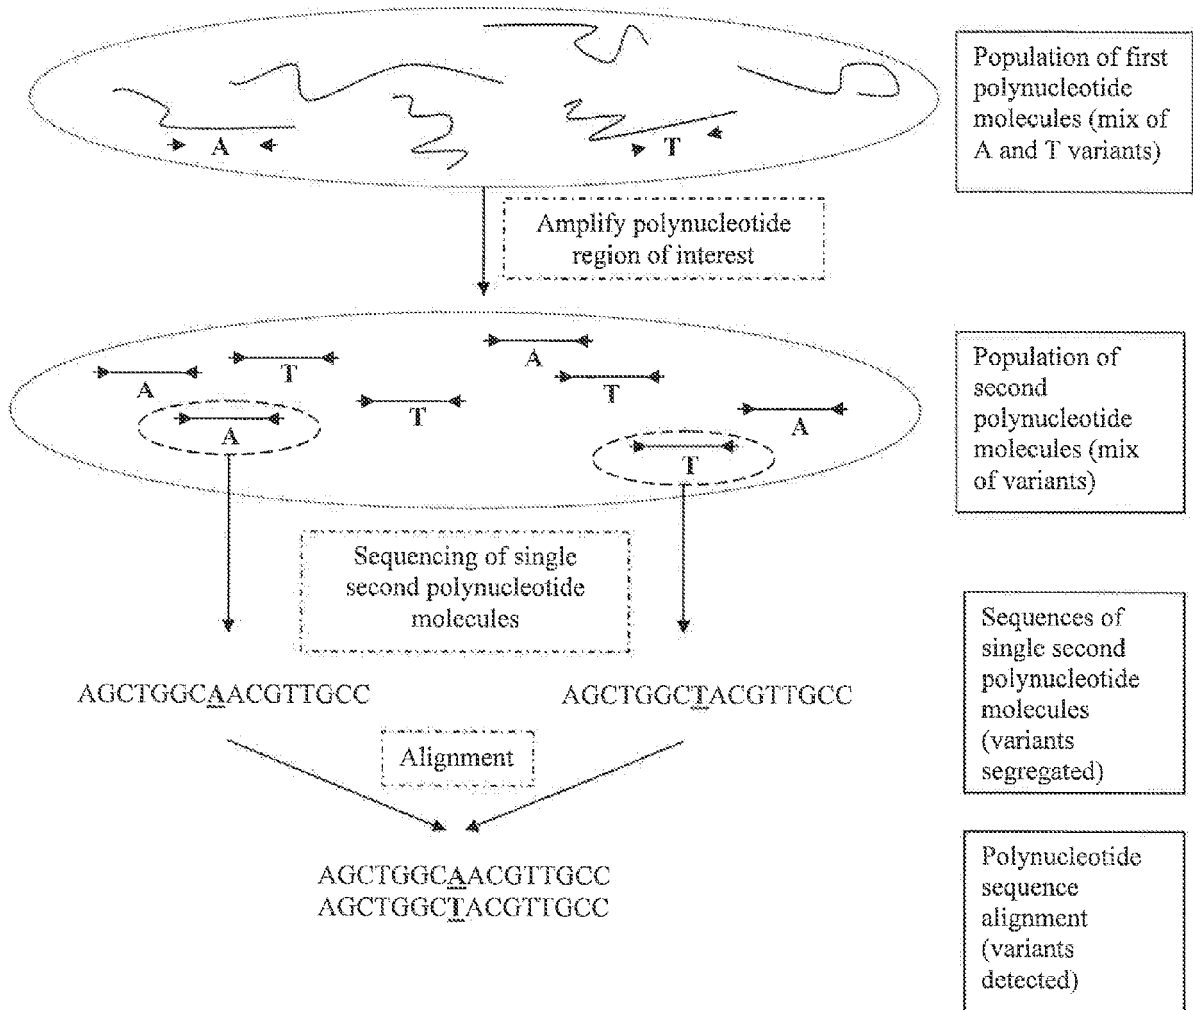 Population of first
polynucleotide
molecules (mix of
A and T variants)
A
T
Amplify polynucleotide
region of interest
A
T
A
T
T
A
A
T
Population of
second
polynucleotide
molecules (mix
of variants)
Sequencing of single
second polynucleotide
molecules
AGCTGGCAACGTTGCC
AGCTGGCTACGTTGCC
Sequences of
single second
polynucleotide
molecules
(variants
segregated)
Alignment
AGCTGGCAACGTTGCC
AGCTGGCTACGTTGCC
Polynucleotide
sequence
alignment
(variants
detected)